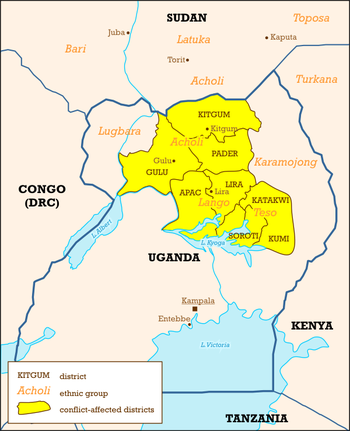 SUDAN
Toposa
Juba
Bari
Latuka
Kaputa
Torit
Acholi
Turkana
KITGUM
Lugbara
Kitgum
Acholi
PADER
Gulu
GULU
Karamojong
CONGO
(DRC)
APAC
LIRA
Lira
KATAKWI
Lango
Teso
L. Albert
SOROTI
KUMI
L. Kyoga
UGANDA
Kampala
Entebbe
KENYA
L. Victoria
KITGUM district
Acholi ethnic group
conflict-affected districts
TANZANIA